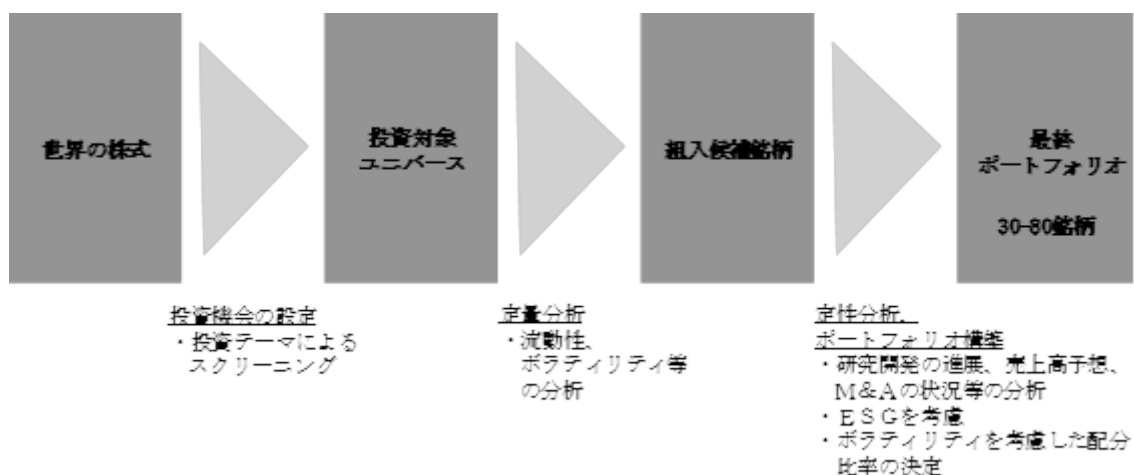 世界の株式
投資対象
ユニバース
組入候補銘柄
最終
ポートフォリオ
30-80銘柄
投資機会の設定
・投資テーマによる
スクリーニング
定量分析
・流動性、
ボラティリティ等
の分析
定性分析、
ポートフォリオ構築
・研究開発の進展、売上高予想、
M&Aの状況等の分析
・ESGを考慮
・ボラティリティを考慮した配分
比率の決定